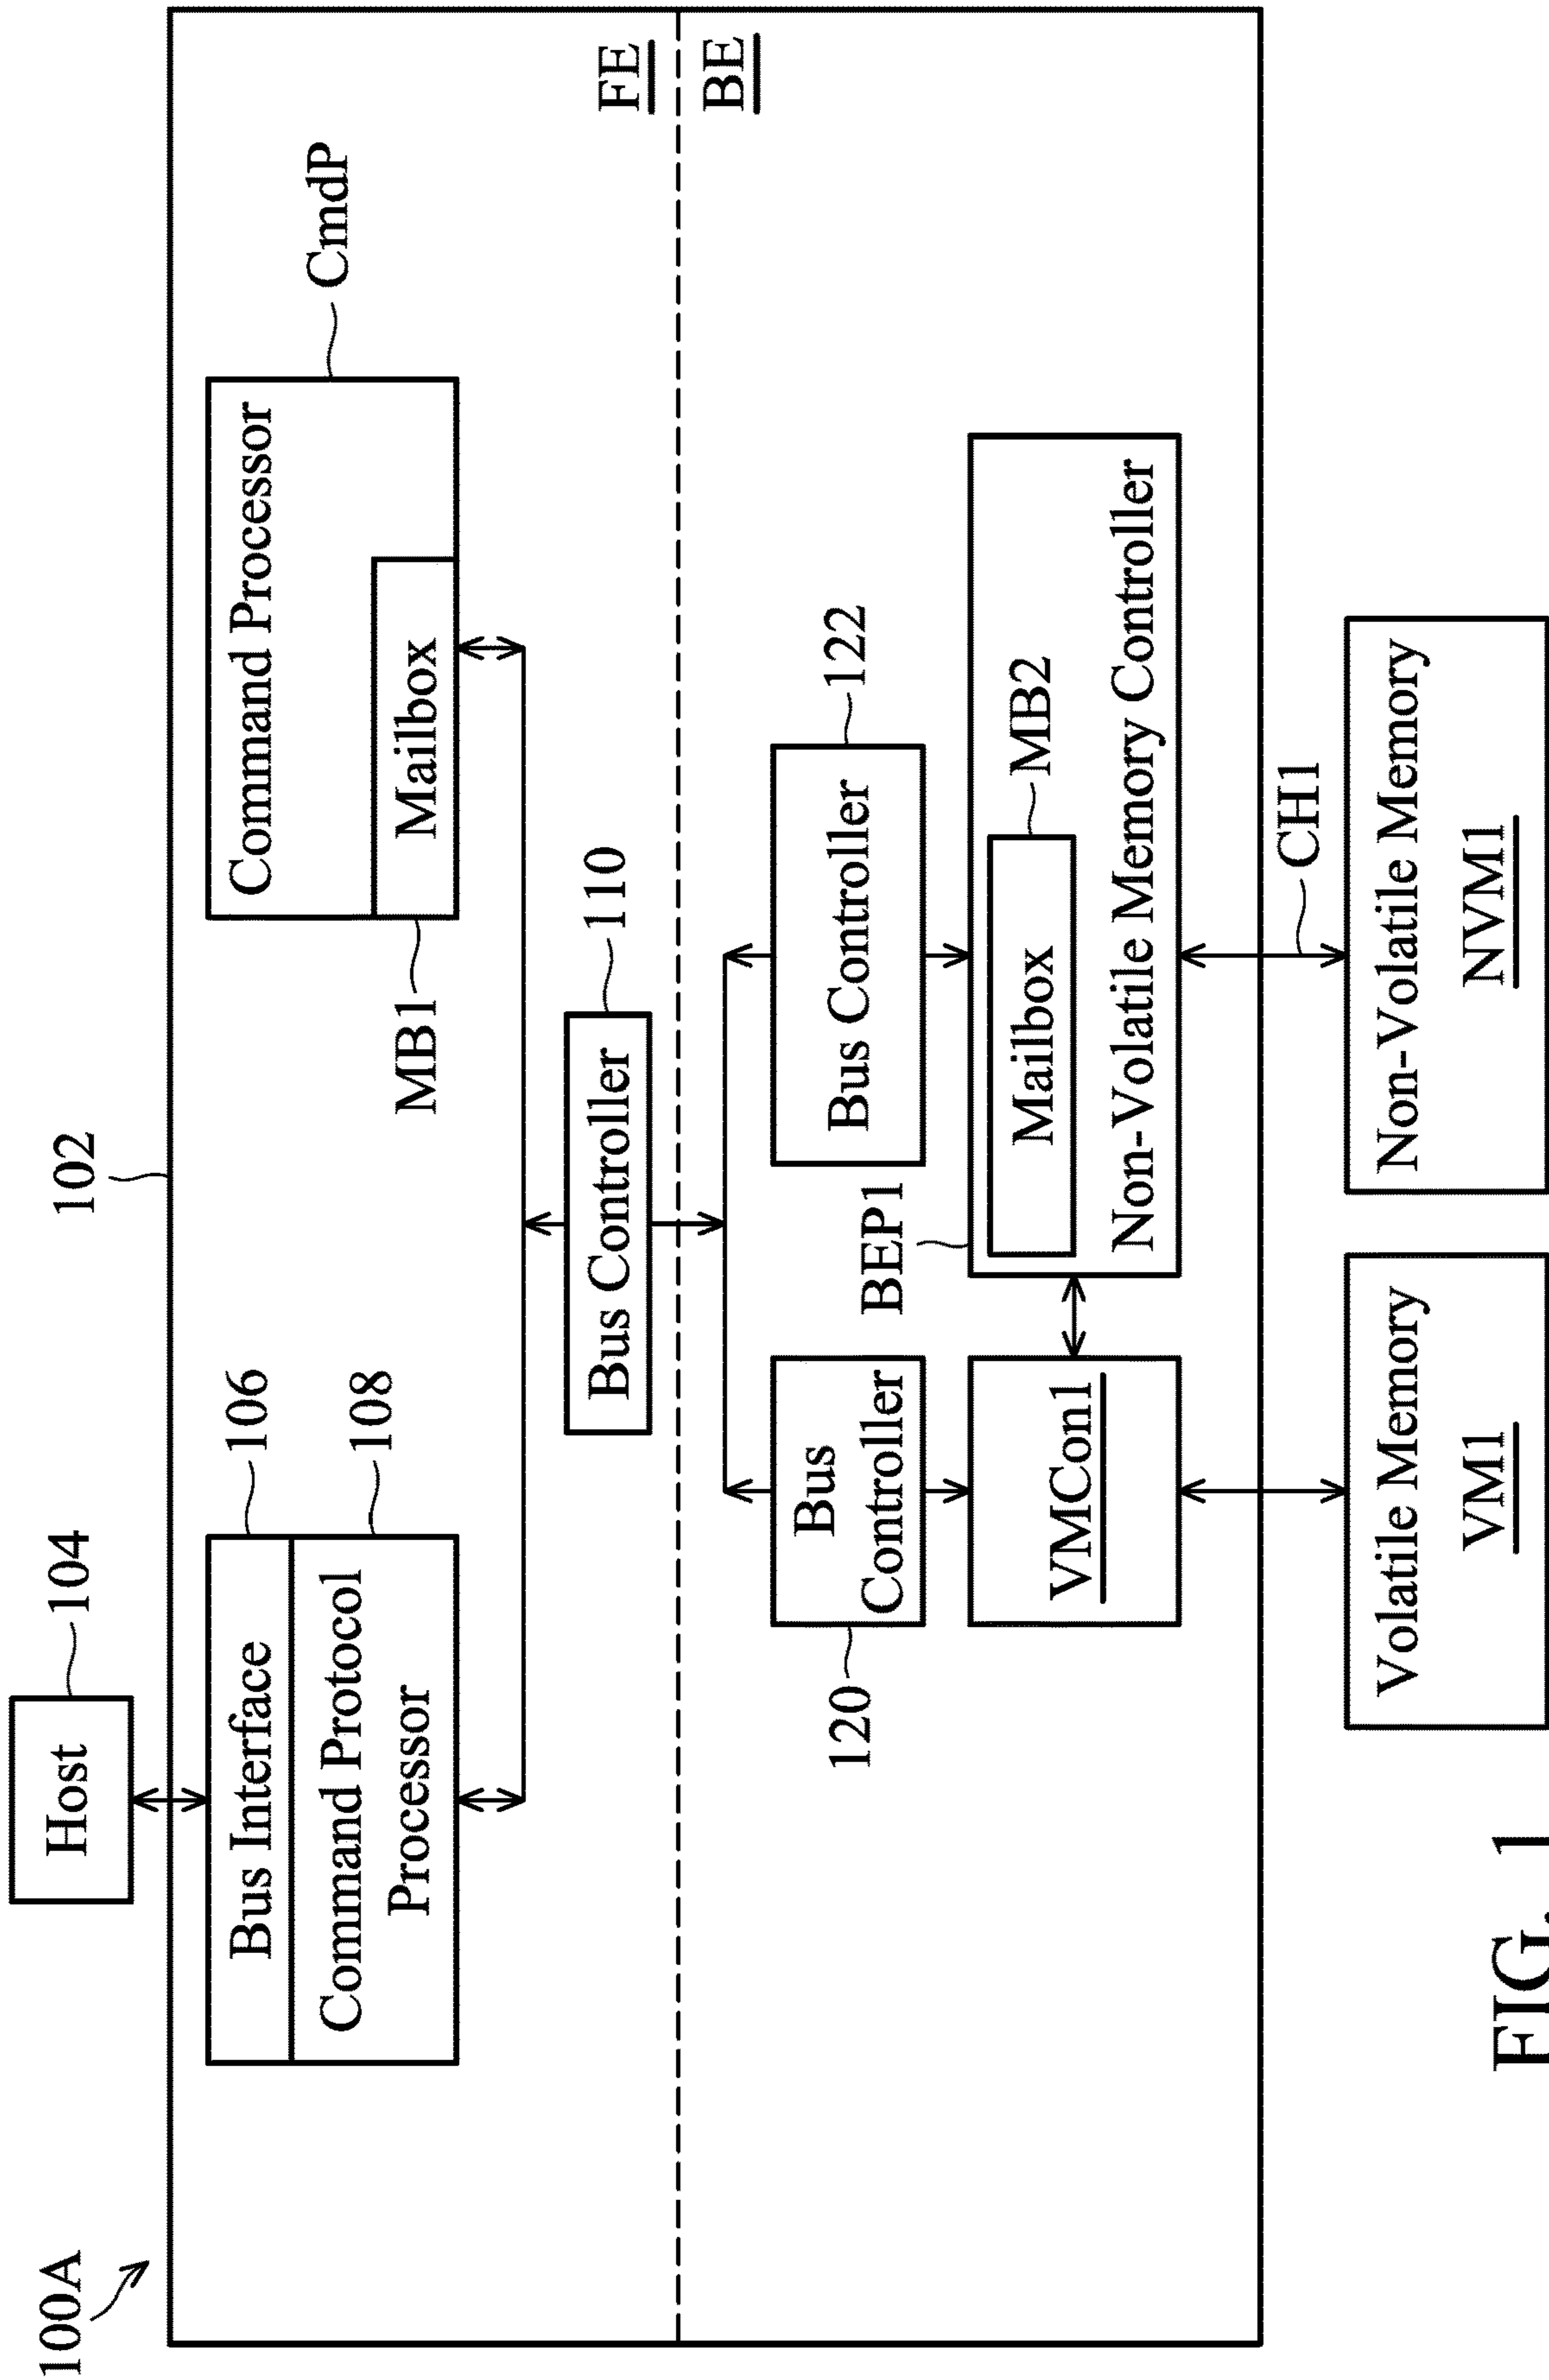 100A
Host
104
102
Bus Interface
106
Command Protocol
Processor
108
Command Processor
CmdP
Mailbox
MB1
Bus Controller
110
FE
BE
Bus
Controller
120
Bus Controller
122
VMCon1
BEP1
Mailbox
MB2
Non-Volatile Memory Controller
CH1
Volatile Memory
VM1
Non-Volatile Memory
NVM1
FIG. 1